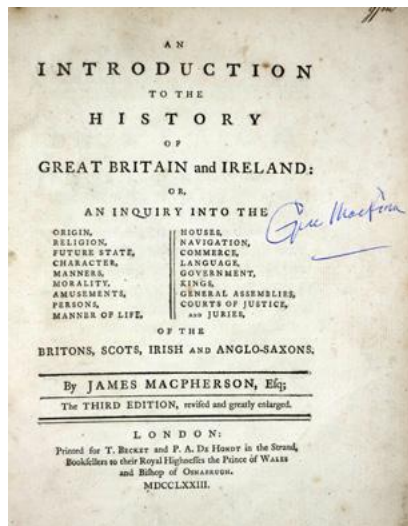 AN
INTRODUCTION
TO THE
HISTORY
OF
GREAT BRITAIN and IRELAND:
OR,
AN INQUIRY INTO THE
ORIGIN,
RELIGION,
FUTURE STATE,
CHARACTER,
MANNERS,
MORALITY,
AMUSEMENTS,
PERSONS,
MANNER OF LIFE,
HOUSES,
NAVIGATION,
COMMERCE,
LANGUAGE,
GOVERNMENT,
KINGS,
GENERAL ASSEMBLIES,
COURTS OF JUSTICE,
AND JURIES,
OF THE
BRITONS, SCOTS, IRISH AND ANGLO-SAXONS.
By JAMES MACPHERSON, Esq;
The THIRD EDITION, revised and greatly enlarged.
LONDON:
Printed for T. BECKET and P. A. DE HONDT in the Strand,
Booksellers to their Royal Highnesses the Prince of WALES
and Bishop of OSNABRUGH.
MDCCLXXIII.